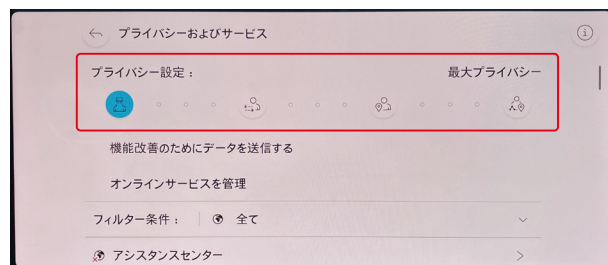 プライバシーおよびサービス
プライバシー設定：
最大プライバシー
機能改善のためにデータを送信する
オンラインサービスを管理
フィルター条件：
全て
アシスタンスセンター